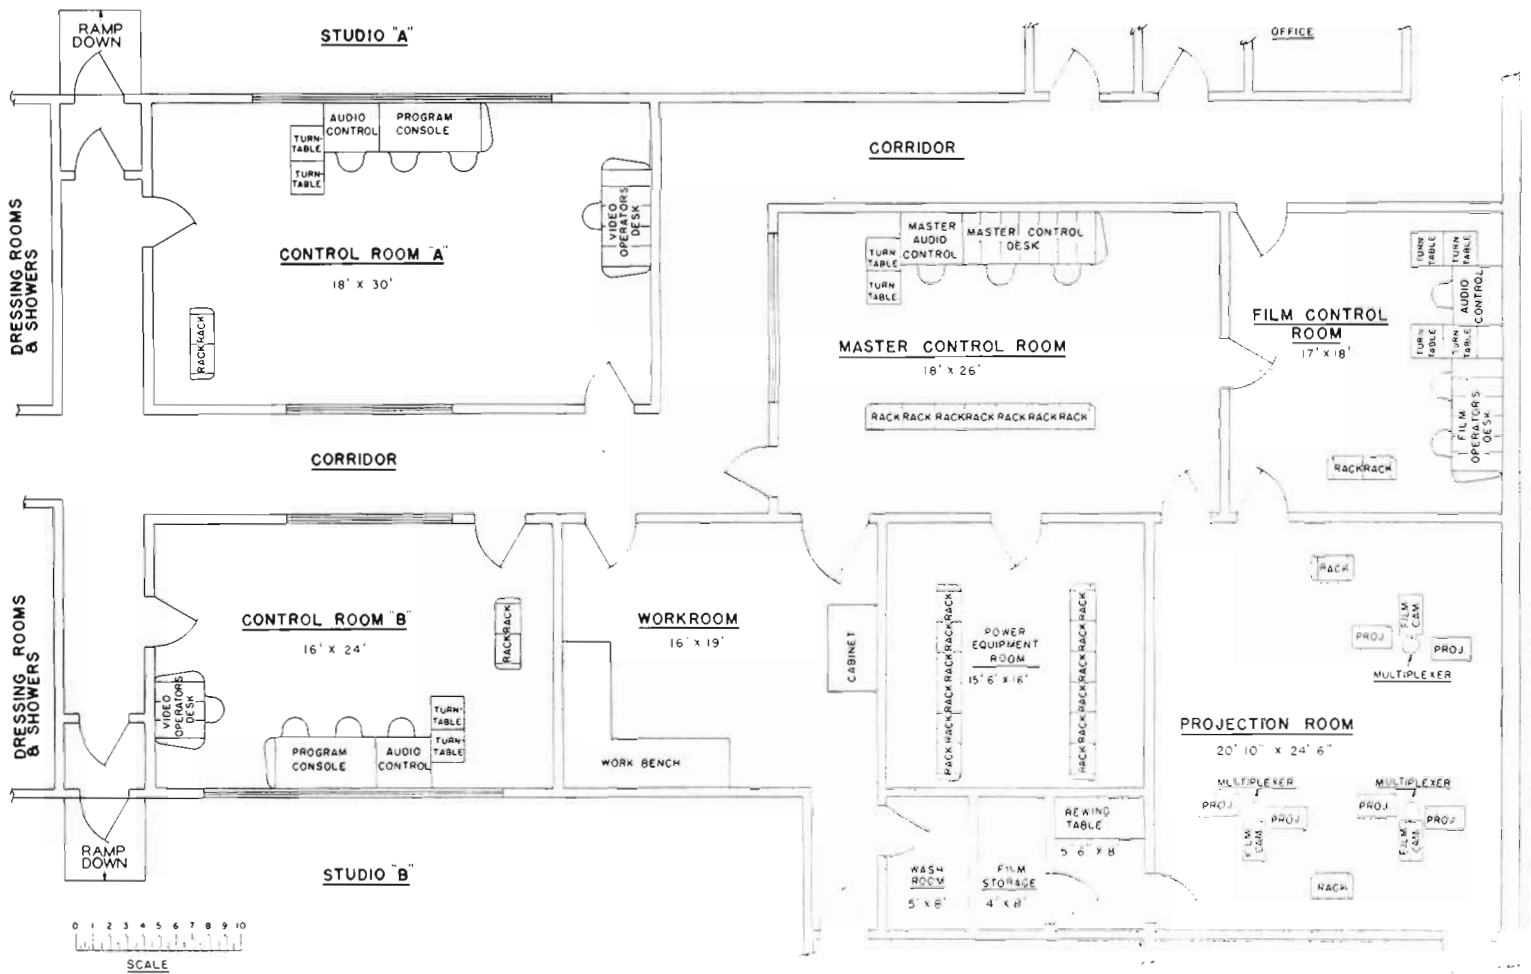 RAMP
DOWN
STUDIO "A"
OFFICE
AUDIO
CONTROL
PROGRAM
CONSOLE
TURN-
TABLE
TURN-
TABLE
VIDEO
OPERATORS
DESK
CORRIDOR
DRESSING ROOMS
& SHOWERS
CONTROL ROOM "A"
18' X 30'
RACK RACK
MASTER
AUDIO
CONTROL
MASTER CONTROL
DESK
TURN
TABLE
TURN
TABLE
MASTER CONTROL ROOM
18' X 26'
RACK RACK RACK RACK RACK RACK RACK
TURN
TABLE
TURN
TABLE
AUDIO
CONTROL
FILM CONTROL
ROOM
17' X 18'
TURN
TABLE
TURN
TABLE
FILM
OPERATOR'S
DESK
RACK RACK
CORRIDOR
DRESSING ROOMS
& SHOWERS
CONTROL ROOM "B"
16' X 24'
RACK RACK
VIDEO
OPERATORS
DESK
TURN-
TABLE
TURN-
TABLE
PROGRAM
CONSOLE
AUDIO
CONTROL
WORKROOM
16' X 19'
CABINET
WORK BENCH
RACK RACK RACK RACK RACK RACK
POWER
EQUIPMENT
ROOM
15' 6" X 16'
RACK RACK RACK RACK RACK RACK
RACK
FILM
CAM
PROJ
PROJ.
MULTIPLEXER
PROJECTION ROOM
20' 10" X 24' 6"
MULTIPLEXER
PROJ
PROJ.
FILM
CAM
MULTIPLEXER
PROJ.
PROJ.
FILM
CAM
RACK
REWIND
TABLE
5' 6" X 8'
WASH
ROOM
5' X 8'
FILM
STORAGE
4' X 8'
RAMP
DOWN
STUDIO "B"
0 1 2 3 4 5 6 7 8 9 10
SCALE